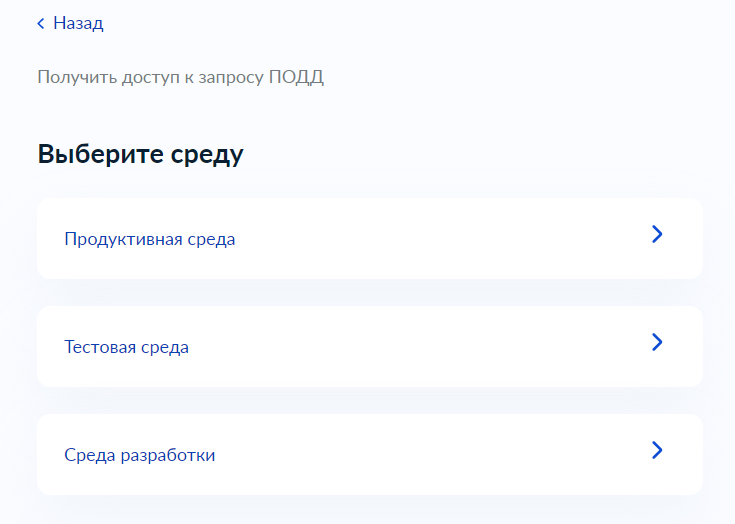 Назад
Получить доступ к запросу ПОДД
Выберите среду
Продуктивная среда
Тестовая среда
Среда разработки